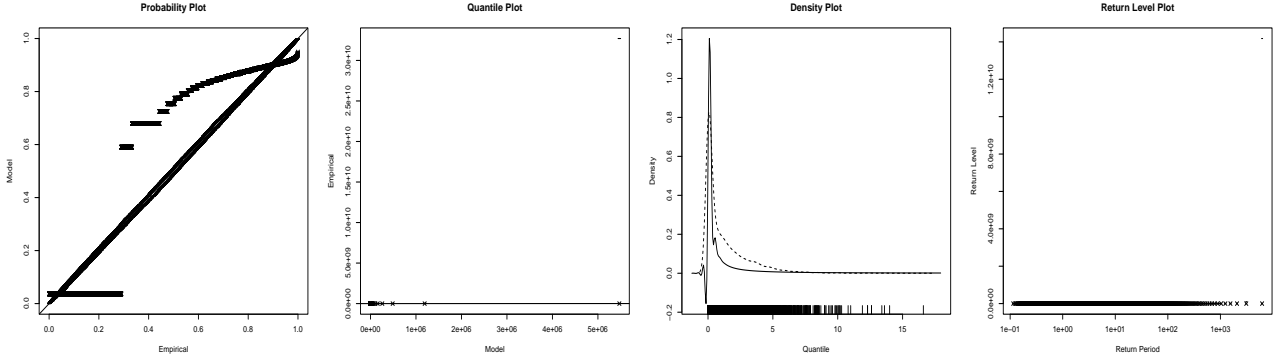 Probability Plot
Model
0.0 0.2 0.4 0.6 0.8 1.0
0.0 0.2 0.4 0.6 0.8 1.0
Empirical
Quantile Plot
Empirical
0.0e+00 5.0e+09 1.0e+10 1.5e+10 2.0e+10 2.5e+10 3.0e+10
0e+00 1e+06 2e+06 3e+06 4e+06 5e+06
Model
Density Plot
Density
-0.2 0.0 0.2 0.4 0.6 0.8 1.0 1.2
0 5 10 15
Quantile
Return Level Plot
Return Level
0.0e+00 4.0e+09 8.0e+09 1.2e+10
1e-01 1e+00 1e+01 1e+02 1e+03
Return Period